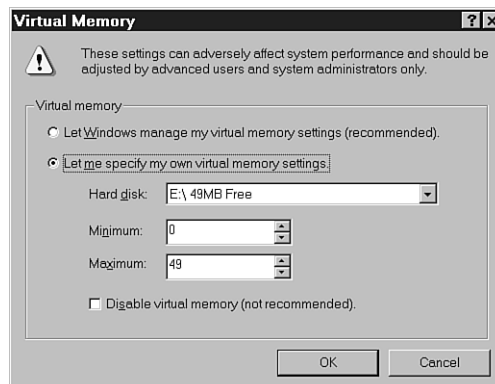 Virtual Memory
These settings can adversely affect system performance and should be
adjusted by advanced users and system administrators only.
Virtual memory
Let Windows manage my virtual memory settings (recommended).
Let me specify my own virtual memory settings.
Hard disk:
E:\ 49MB Free
Minimum:
0
Maximum:
49
Disable virtual memory (not recommended).
OK
Cancel